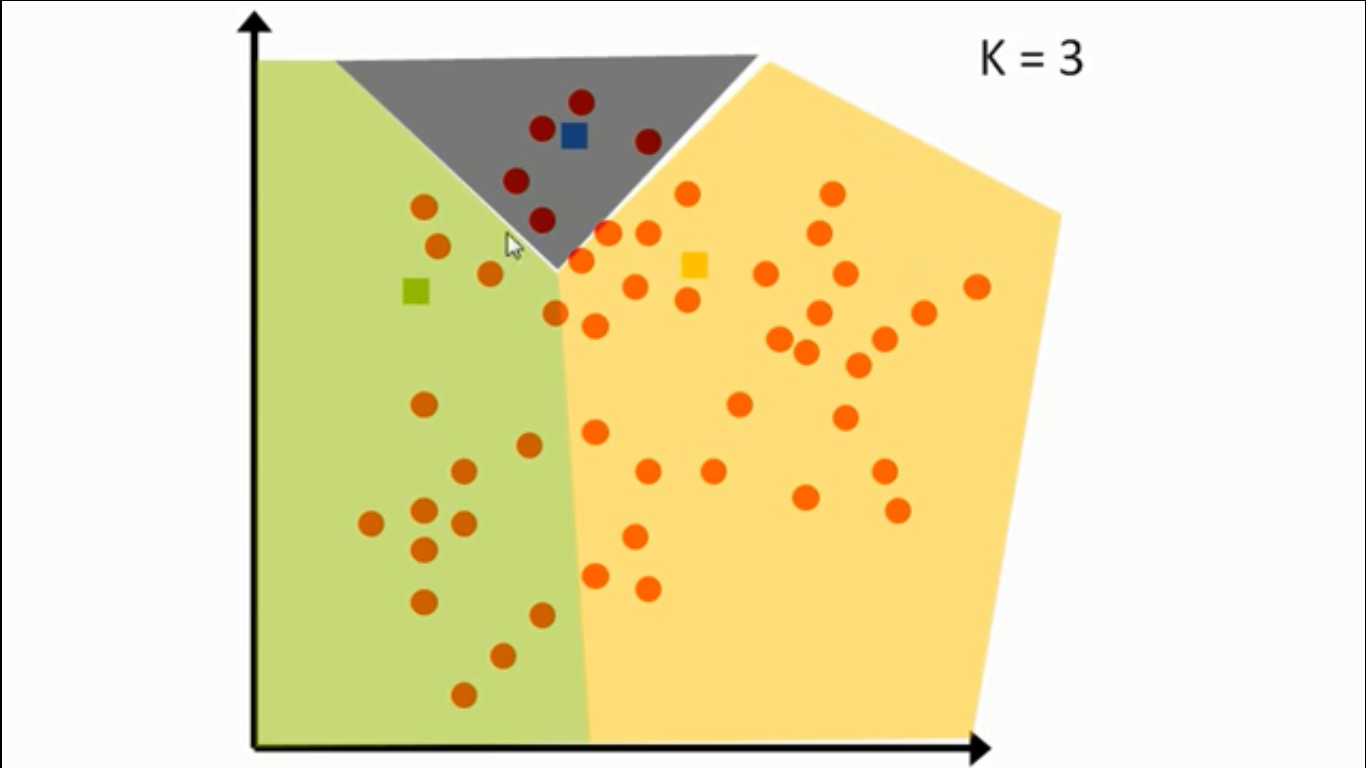 K = 3